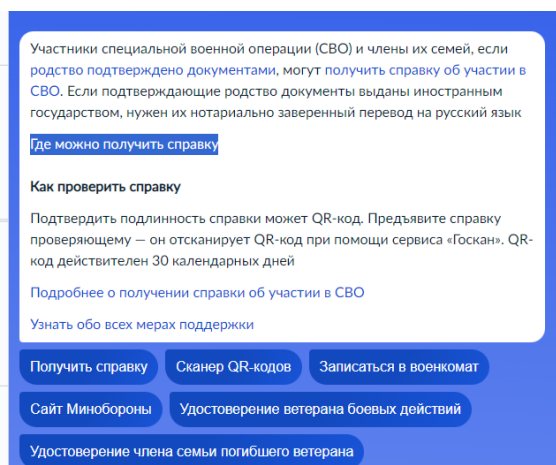 Участники специальной военной операции (СВО) и члены их семей, если
родство подтверждено документами, могут получить справку об участии в
СВО. Если подтверждающие родство документы выданы иностранным
государством, нужен их нотариально заверенный перевод на русский язык
Где можно получить справку
Как проверить справку
Подтвердить подлинность справки может QR-код. Предъявите справку
проверяющему — он отсканирует QR-код при помощи сервиса «Госкан». QR-
код действителен 30 календарных дней
Подробнее о получении справки об участии в СВО
Узнать обо всех мерах поддержки
Получить справку
Сканер QR-кодов
Записаться в военкомат
Сайт Минобороны
Удостоверение ветерана боевых действий
Удостоверение члена семьи погибшего ветерана